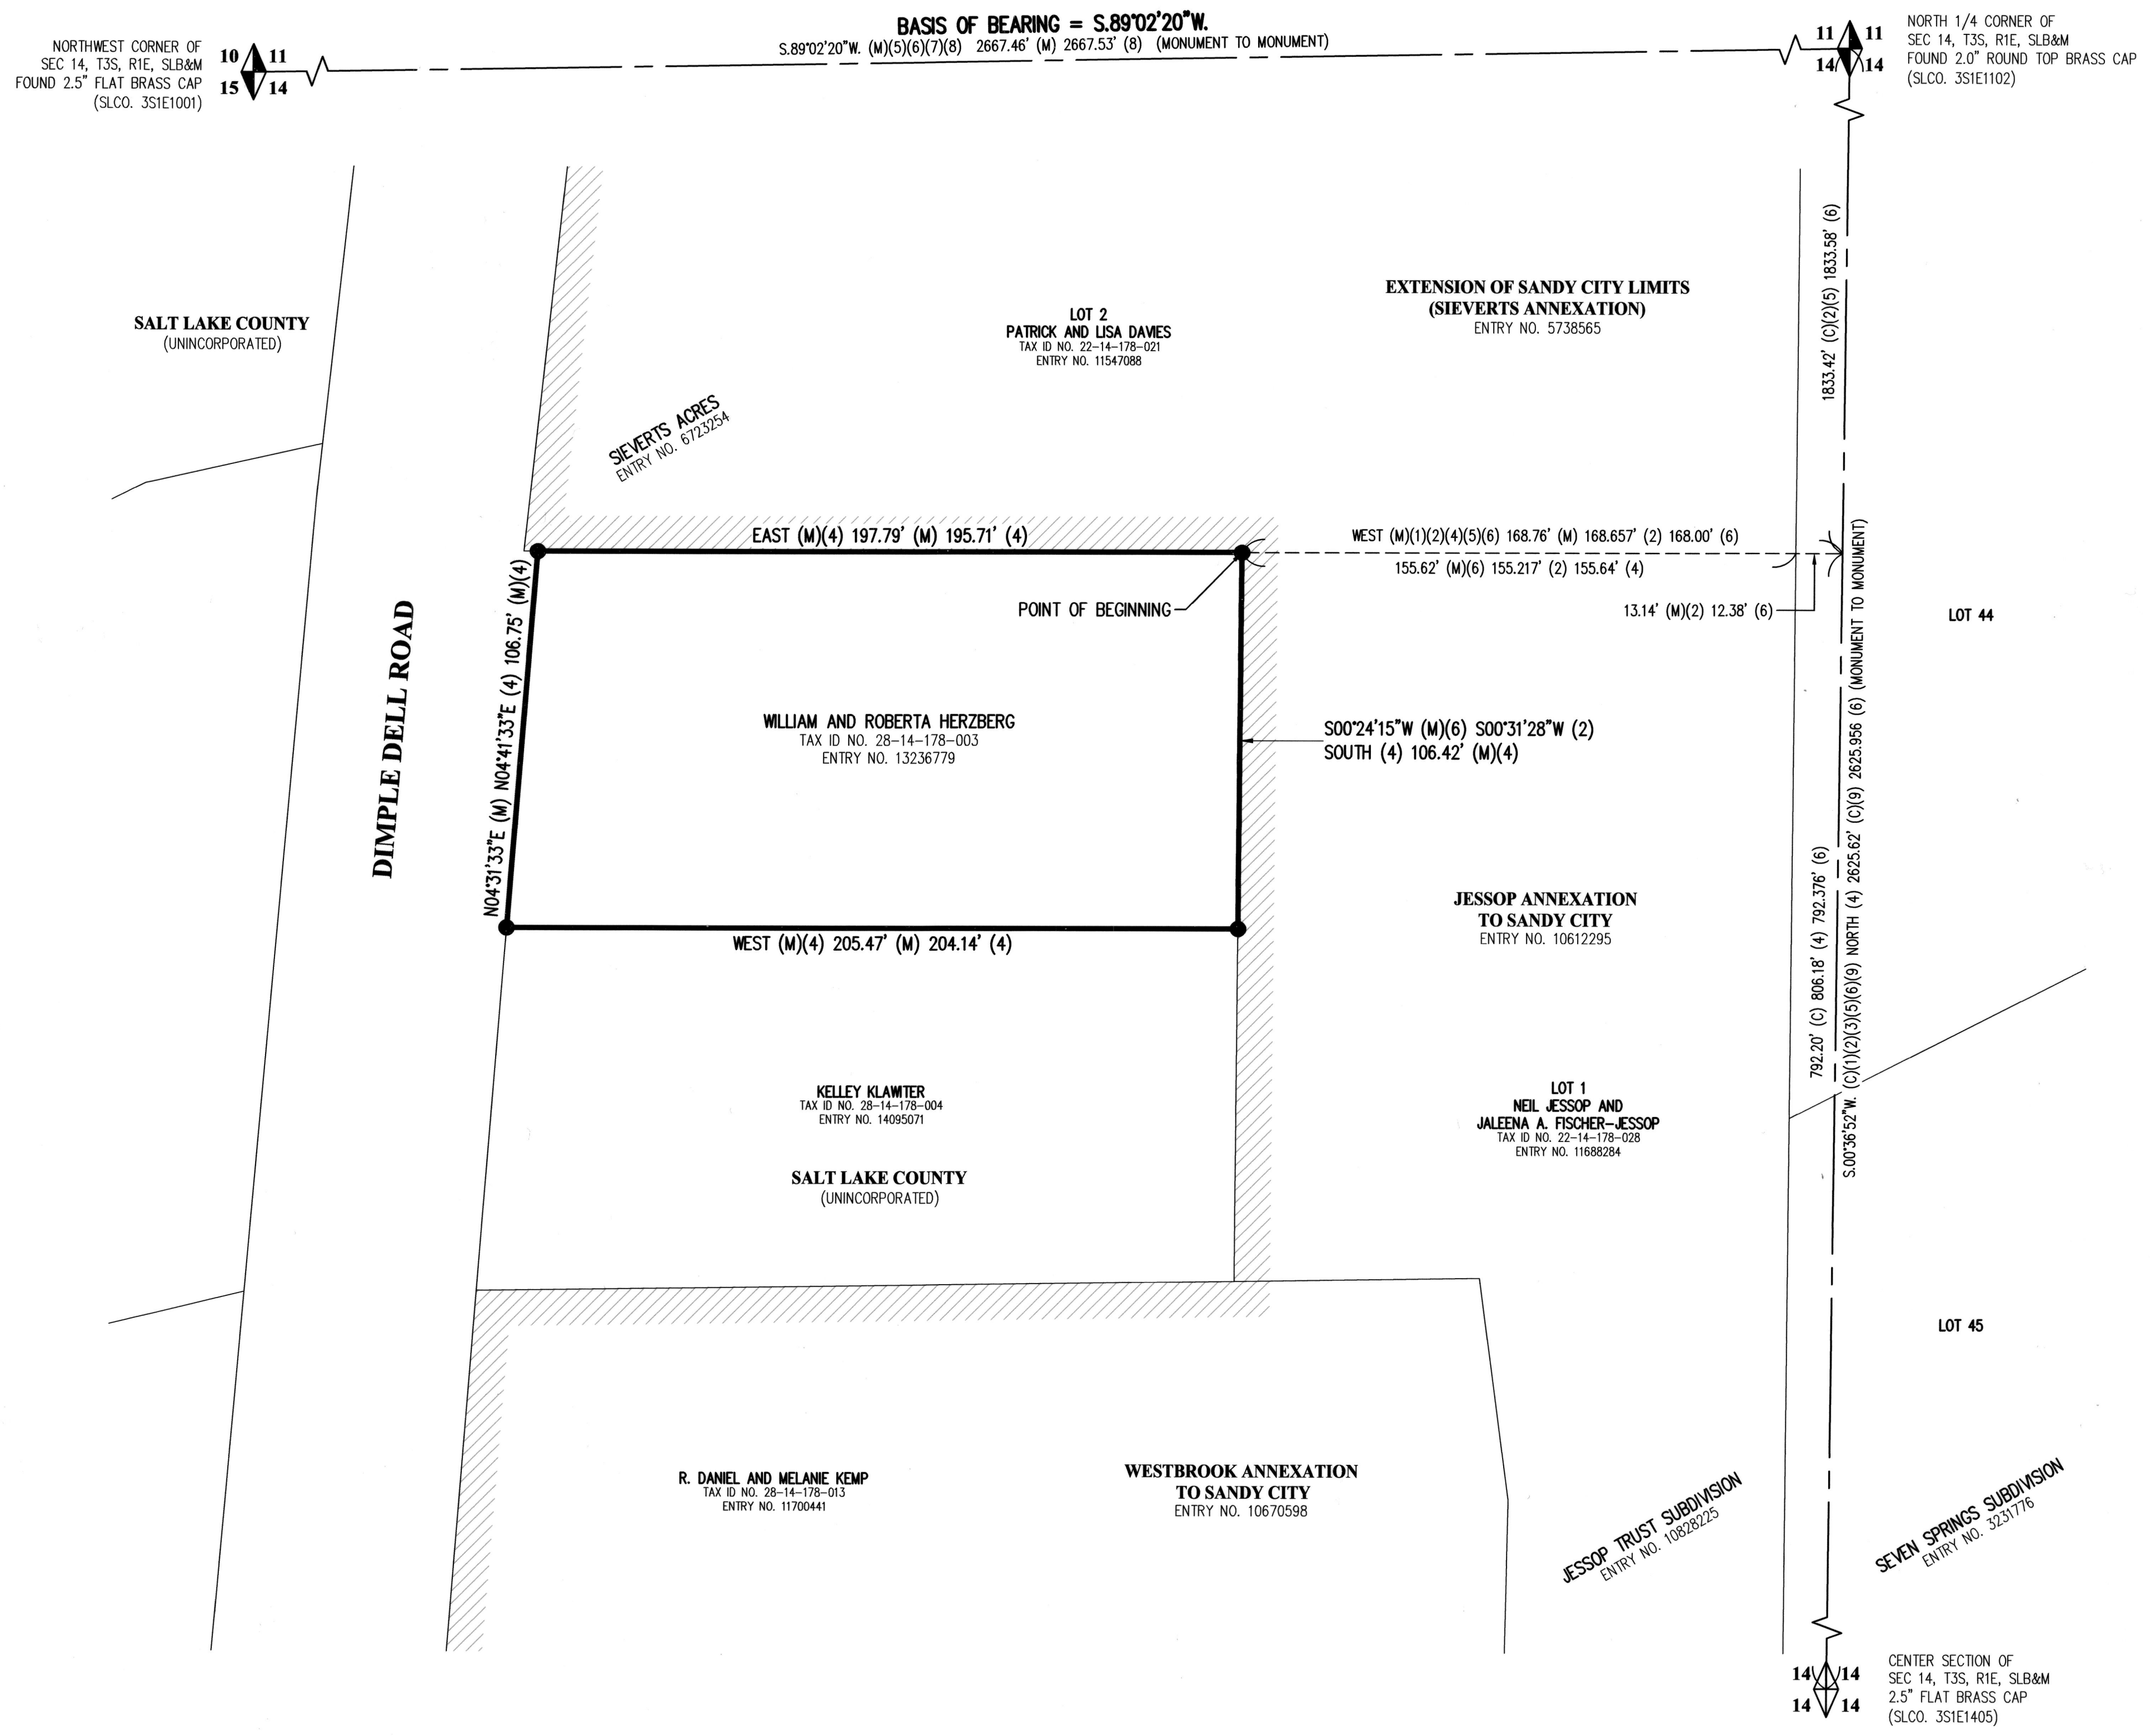 BASIS OF BEARING = S.89°02'20"W.
S.89°02'20"W. (M)(5)(6)(7)(8) 2667.46' (M) 2667.53' (8) (MONUMENT TO MONUMENT)
NORTHWEST CORNER OF
SEC 14, T3S, R1E, SLB&M
FOUND 2.5" FLAT BRASS CAP
(SLCO. 3S1E1001)
10 11
15 14
11 11
14 14
NORTH 1/4 CORNER OF
SEC 14, T3S, R1E, SLB&M
FOUND 2.0" ROUND TOP BRASS CAP
(SLCO. 3S1E1102)
SALT LAKE COUNTY
(UNINCORPORATED)
LOT 2
PATRICK AND LISA DAVIES
TAX ID NO. 22-14-178-021
ENTRY NO. 11547088
EXTENSION OF SANDY CITY LIMITS
(SIEVERTS ANNEXATION)
ENTRY NO. 5738565
1833.42' (C)(2)(5) 1833.58' (6)
SIEVERTS ACRES
ENTRY NO. 6723254
EAST (M)(4) 197.79' (M) 195.71' (4)
WEST (M)(1)(2)(4)(5)(6) 168.76' (M) 168.657' (2) 168.00' (6)
155.62' (M)(6) 155.217' (2) 155.64' (4)
13.14' (M)(2) 12.38' (6)
POINT OF BEGINNING
LOT 44
DIMPLE DELL ROAD
N04°31'33"E (M) N04°41'33"E (4) 106.75' (M)(4)
WILLIAM AND ROBERTA HERZBERG
TAX ID NO. 28-14-178-003
ENTRY NO. 13236779
S00°24'15"W (M)(6) S00°31'28"W (2)
SOUTH (4) 106.42' (M)(4)
WEST (M)(4) 205.47' (M) 204.14' (4)
JESSOP ANNEXATION
TO SANDY CITY
ENTRY NO. 10612295
792.20' (C) 806.18' (4) 792.376' (6)
S.00°36'52"W. (C)(1)(2)(3)(5)(6)(9) NORTH (4) 2625.62' (C)(9) 2625.956 (6) (MONUMENT TO MONUMENT)
KELLEY KLAWITER
TAX ID NO. 28-14-178-004
ENTRY NO. 14095071
SALT LAKE COUNTY
(UNINCORPORATED)
LOT 1
NEIL JESSOP AND
JALEENA A. FISCHER-JESSOP
TAX ID NO. 22-14-178-028
ENTRY NO. 11688284
LOT 45
R. DANIEL AND MELANIE KEMP
TAX ID NO. 28-14-178-013
ENTRY NO. 11700441
WESTBROOK ANNEXATION
TO SANDY CITY
ENTRY NO. 10670598
JESSOP TRUST SUBDIVISION
ENTRY NO. 10828225
SEVEN SPRINGS SUBDIVISION
ENTRY NO. 3231776
14 14
14 14
CENTER SECTION OF
SEC 14, T3S, R1E, SLB&M
2.5" FLAT BRASS CAP
(SLCO. 3S1E1405)